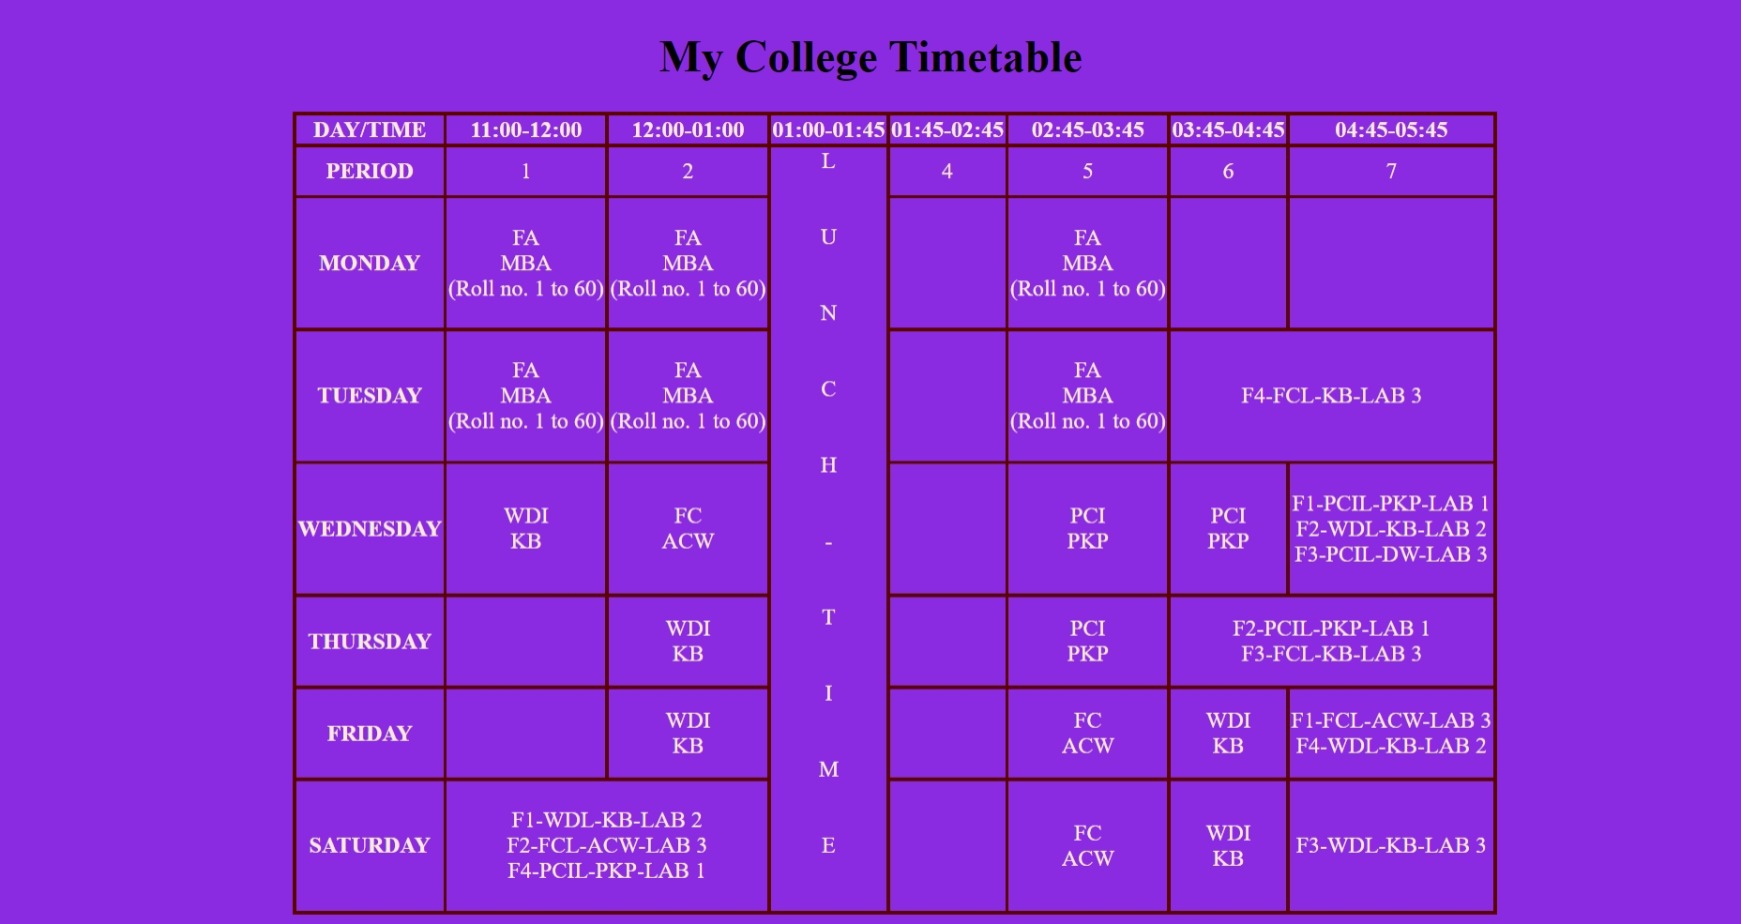 My College Timetable
DAY/TIME 11:00-12:00 12:00-01:00 01:00-01:45 01:45-02:45 02:45-03:45 03:45-04:45 04:45-05:45
PERIOD 1 2 4 5 6 7
L
U
N
C
H
-
T
I
M
E
MONDAY
FA
MBA
(Roll no. 1 to 60)
FA
MBA
(Roll no. 1 to 60)
FA
MBA
(Roll no. 1 to 60)
TUESDAY
FA
MBA
(Roll no. 1 to 60)
FA
MBA
(Roll no. 1 to 60)
FA
MBA
(Roll no. 1 to 60)
F4-FCL-KB-LAB 3
WEDNESDAY
WDI
KB
FC
ACW
PCI
PKP
PCI
PKP
F1-PCIL-PKP-LAB 1
F2-WDL-KB-LAB 2
F3-PCIL-DW-LAB 3
THURSDAY
WDI
KB
PCI
PKP
F2-PCIL-PKP-LAB 1
F3-FCL-KB-LAB 3
FRIDAY
WDI
KB
FC
ACW
WDI
KB
F1-FCL-ACW-LAB 3
F4-WDL-KB-LAB 2
SATURDAY
F1-WDL-KB-LAB 2
F2-FCL-ACW-LAB 3
F4-PCIL-PKP-LAB 1
FC
ACW
WDI
KB
F3-WDL-KB-LAB 3